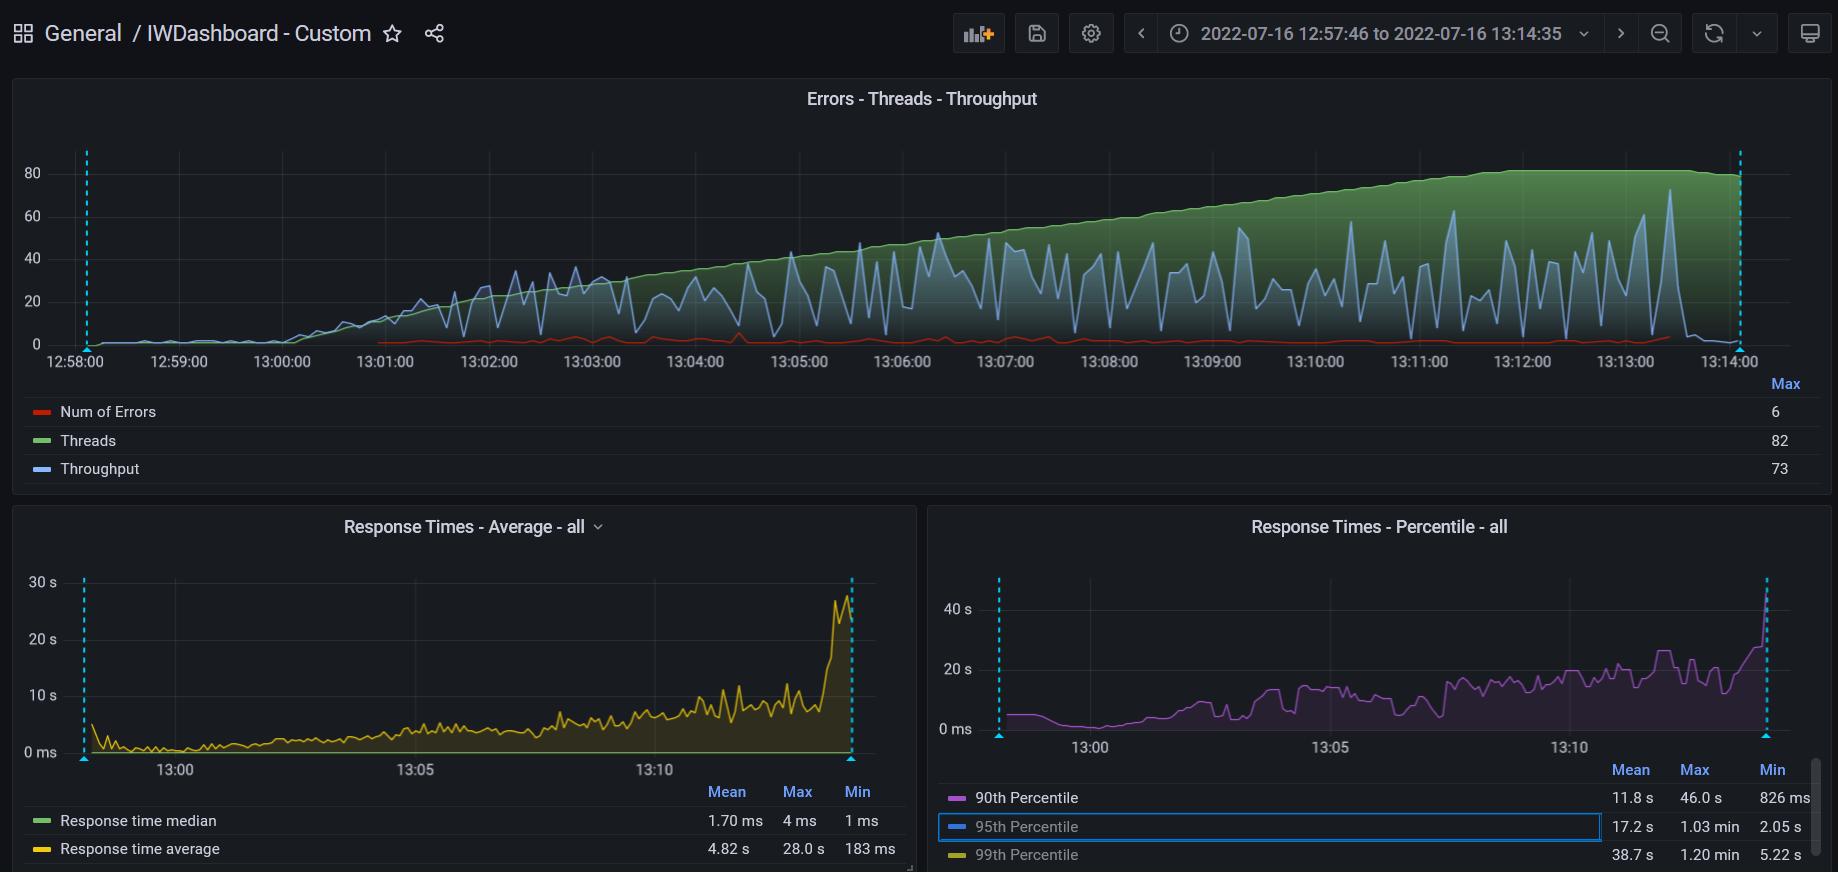 General / IWDashboard - Custom
2022-07-16 12:57:46 to 2022-07-16 13:14:35
Errors - Threads - Throughput
80
60
40
20
0
12:58:00 12:59:00 13:00:00 13:01:00 13:02:00 13:03:00 13:04:00 13:05:00 13:06:00 13:07:00 13:08:00 13:09:00 13:10:00 13:11:00 13:12:00 13:13:00 13:14:00
Max
Num of Errors 6
Threads 82
Throughput 73
Response Times - Average - all
30 s
20 s
10 s
0 ms
13:00 13:05 13:10
Mean Max Min
Response time median 1.70 ms 4 ms 1 ms
Response time average 4.82 s 28.0 s 183 ms
Response Times - Percentile - all
40 s
20 s
0 ms
13:00 13:05 13:10
Mean Max Min
90th Percentile 11.8 s 46.0 s 826 ms
95th Percentile 17.2 s 1.03 min 2.05 s
99th Percentile 38.7 s 1.20 min 5.22 s